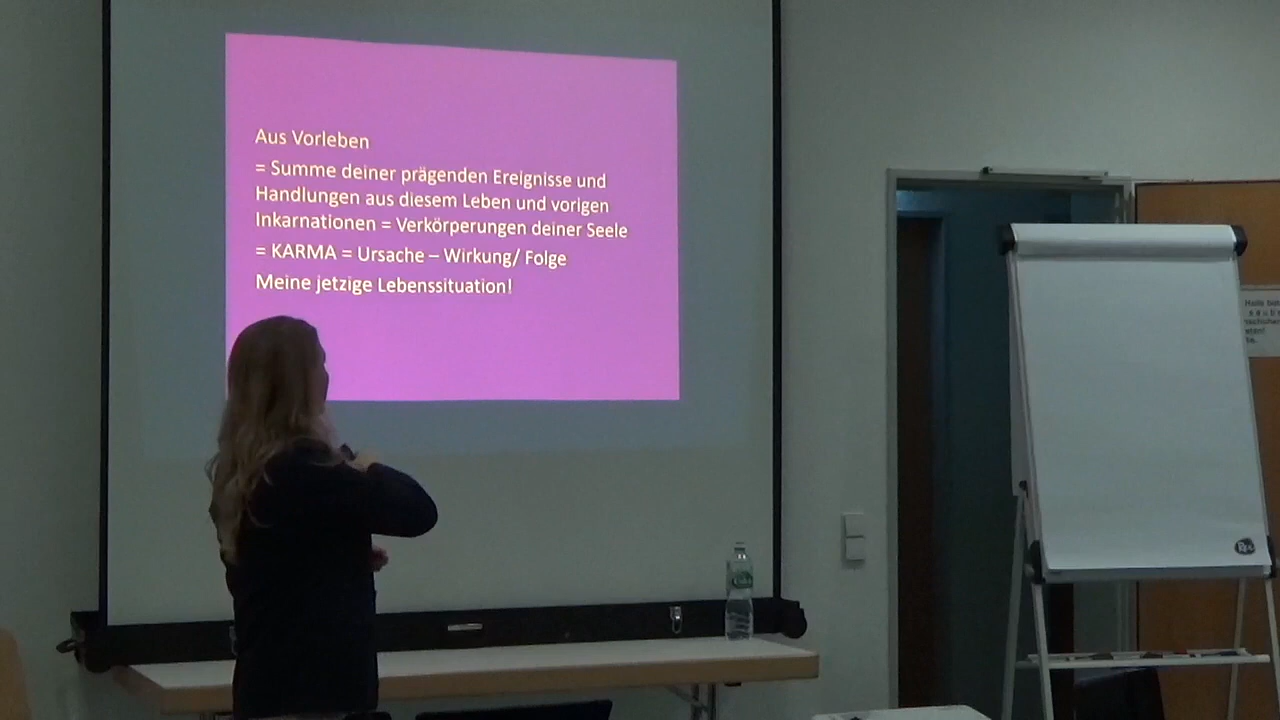 Aus Vorleben
= Summe deiner prägenden Ereignisse und
Handlungen aus diesem Leben und vorigen
Inkarnationen = Verkörperungen deiner Seele
= KARMA = Ursache – Wirkung/ Folge
Meine jetzige Lebenssituation!